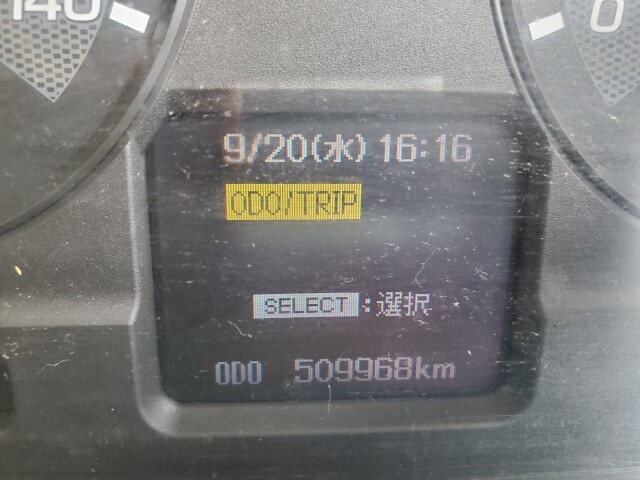 140
0
9/20(水) 16:16
ODO/TRIP
SELECT :選択
ODO 509968km